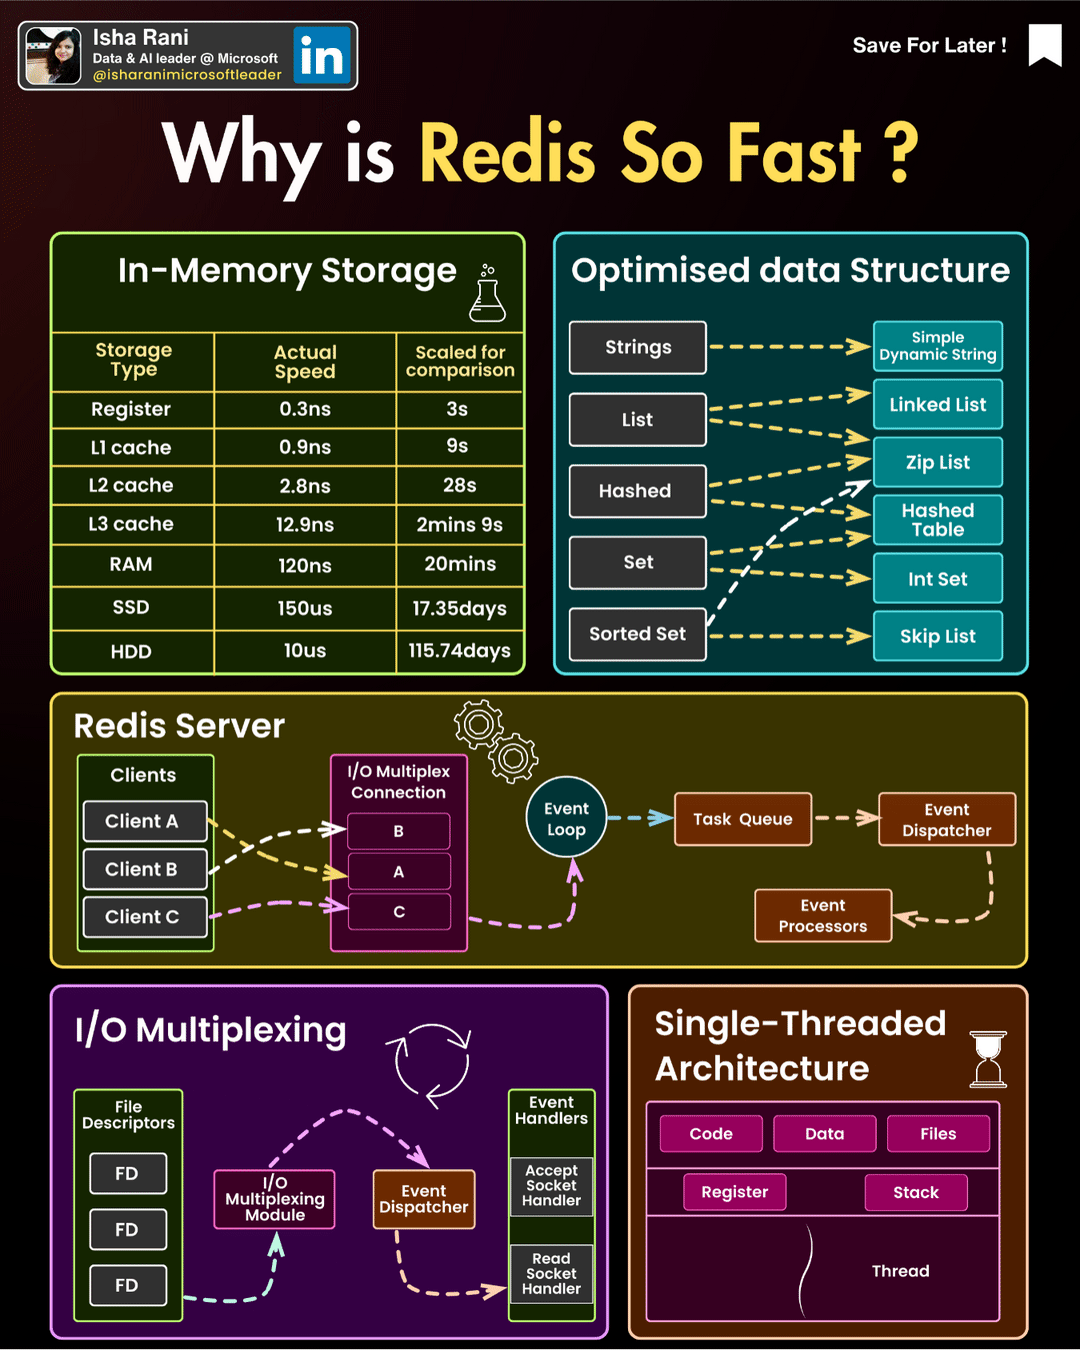 Isha Rani
Data & AI leader @ Microsoft
@isharanimicrosoftleader
in
Save For Later !
Why is Redis So Fast ?
In-Memory Storage
Storage Type
Actual Speed
Scaled for comparison
Register 0.3ns 3s
L1 cache 0.9ns 9s
L2 cache 2.8ns 28s
L3 cache 12.9ns 2mins 9s
RAM 120ns 20mins
SSD 150us 17.35days
HDD 10us 115.74days
Optimised data Structure
Strings
List
Hashed
Set
Sorted Set
Simple
Dynamic String
Linked List
Zip List
Hashed
Table
Int Set
Skip List
Redis Server
Clients
Client A
Client B
Client C
I/O Multiplex
Connection
B
A
C
Event
Loop
Task Queue
Event
Dispatcher
Event
Processors
I/O Multiplexing
File
Descriptors
FD
FD
FD
I/O
Multiplexing
Module
Event
Dispatcher
Event
Handlers
Accept
Socket
Handler
Read
Socket
Handler
Single-Threaded
Architecture
Code Data Files
Register Stack
Thread